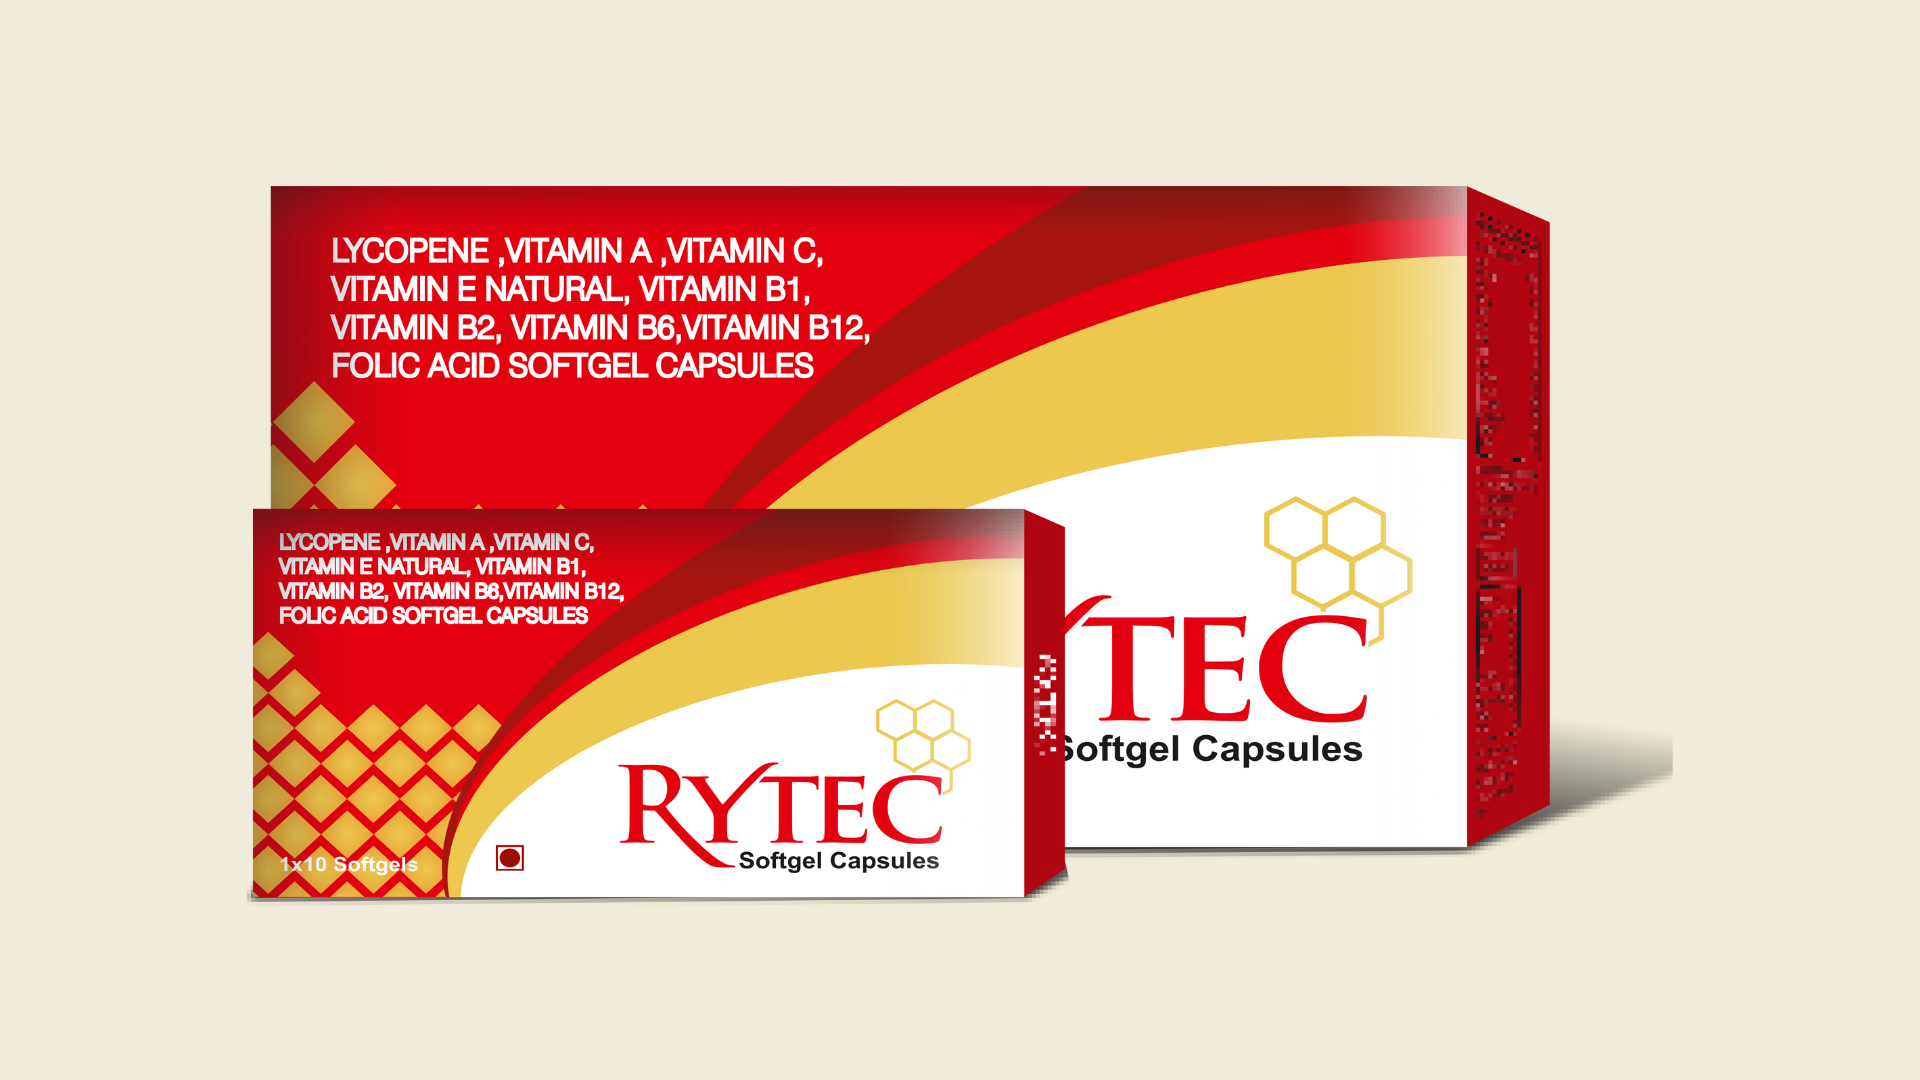 LYCOPENE ,VITAMIN A ,VITAMIN C,
VITAMIN E NATURAL, VITAMIN B1,
VITAMIN B2, VITAMIN B6,VITAMIN B12,
FOLIC ACID SOFTGEL CAPSULES
YTEC
Softgel Capsules
LYCOPENE ,VITAMIN A ,VITAMIN C,
VITAMIN E NATURAL, VITAMIN B1,
VITAMIN B2, VITAMIN B6,VITAMIN B12,
FOLIC ACID SOFTGEL CAPSULES
RYTEC
Softgel Capsules
1x10 Softgels